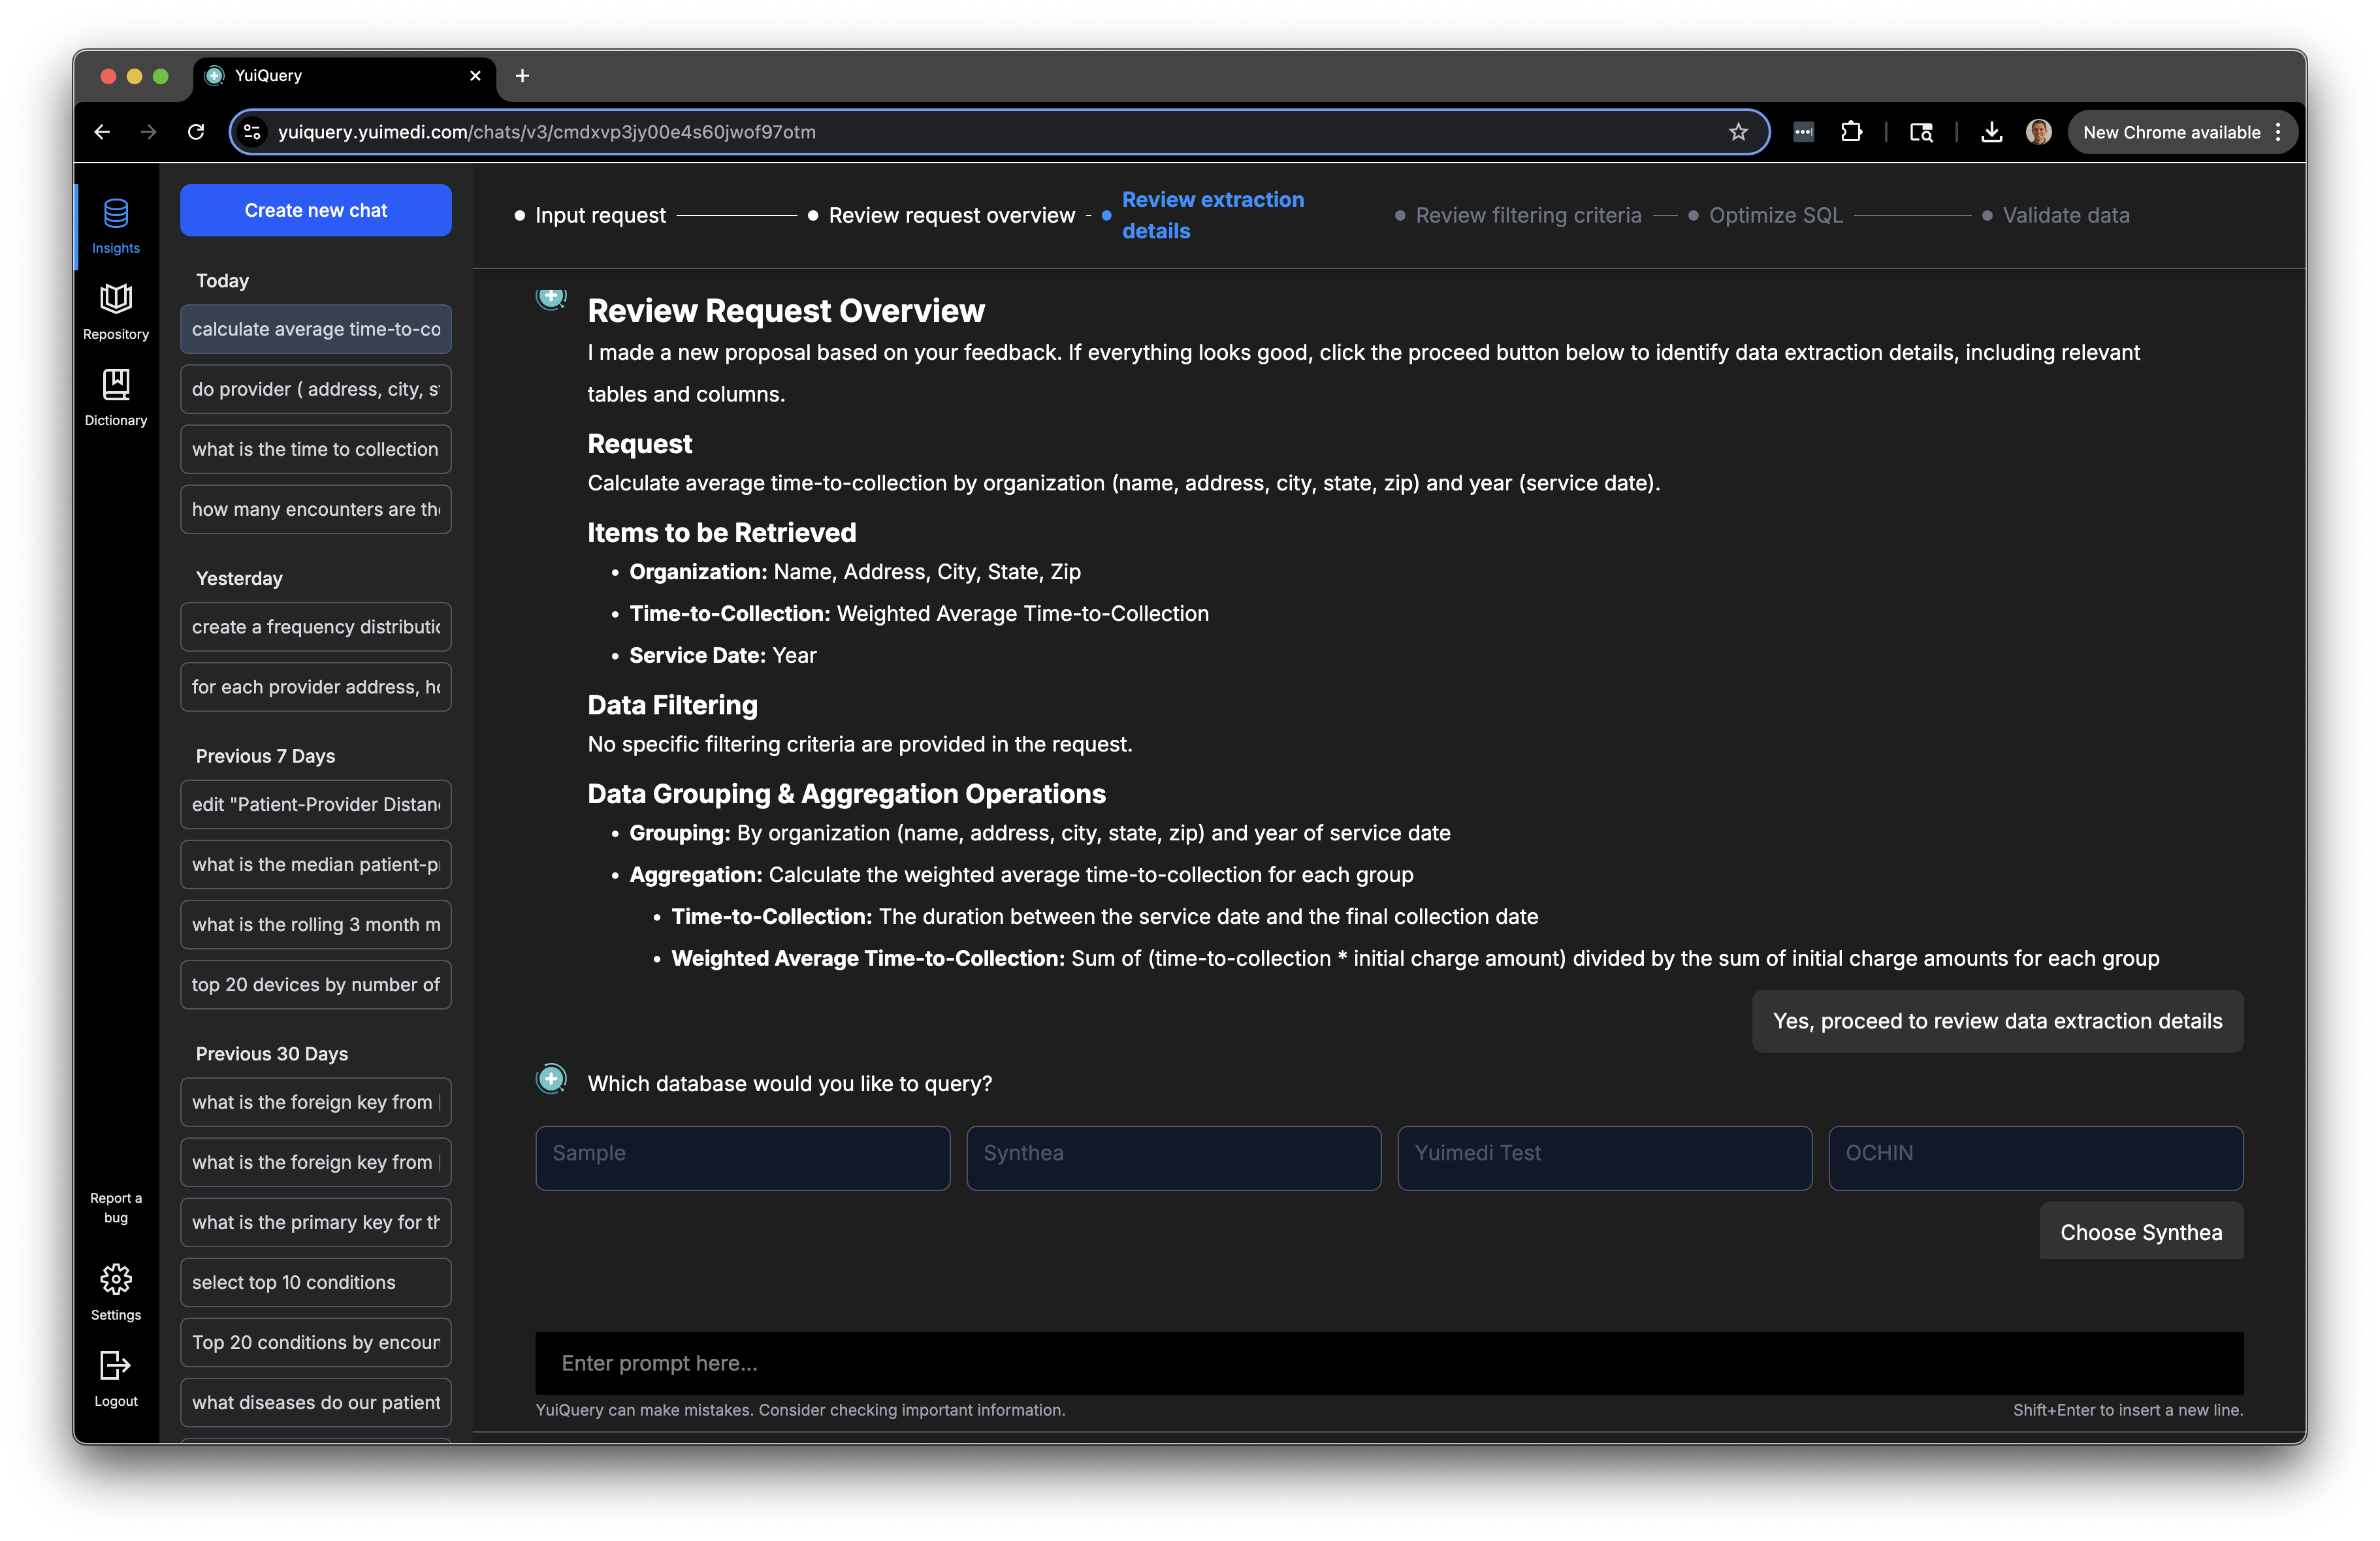 YuiQuery
yuiquery.yuimedi.com/chats/v3/cmdxvp3jy00e4s60jwof97otm
New Chrome available
Insights
Repository
Dictionary
Report a
bug
Settings
Logout
Create new chat
Today
calculate average time-to-co
do provider ( address, city, s
what is the time to collection
how many encounters are the
Yesterday
create a frequency distributic
for each provider address, ho
Previous 7 Days
edit "Patient-Provider Distan
what is the median patient-p
what is the rolling 3 month m
top 20 devices by number of
Previous 30 Days
what is the foreign key from
what is the foreign key from
what is the primary key for th
select top 10 conditions
Top 20 conditions by encour
what diseases do our patient
Input request
Review request overview
Review extraction
details
Review filtering criteria
Optimize SQL
Validate data
Review Request Overview
I made a new proposal based on your feedback. If everything looks good, click the proceed button below to identify data extraction details, including relevant
tables and columns.
Request
Calculate average time-to-collection by organization (name, address, city, state, zip) and year (service date).
Items to be Retrieved
• Organization: Name, Address, City, State, Zip
• Time-to-Collection: Weighted Average Time-to-Collection
• Service Date: Year
Data Filtering
No specific filtering criteria are provided in the request.
Data Grouping & Aggregation Operations
• Grouping: By organization (name, address, city, state, zip) and year of service date
• Aggregation: Calculate the weighted average time-to-collection for each group
• Time-to-Collection: The duration between the service date and the final collection date
• Weighted Average Time-to-Collection: Sum of (time-to-collection * initial charge amount) divided by the sum of initial charge amounts for each group
Yes, proceed to review data extraction details
Which database would you like to query?
Sample
Synthea
Yuimedi Test
OCHIN
Choose Synthea
Enter prompt here...
YuiQuery can make mistakes. Consider checking important information.
Shift+Enter to insert a new line.